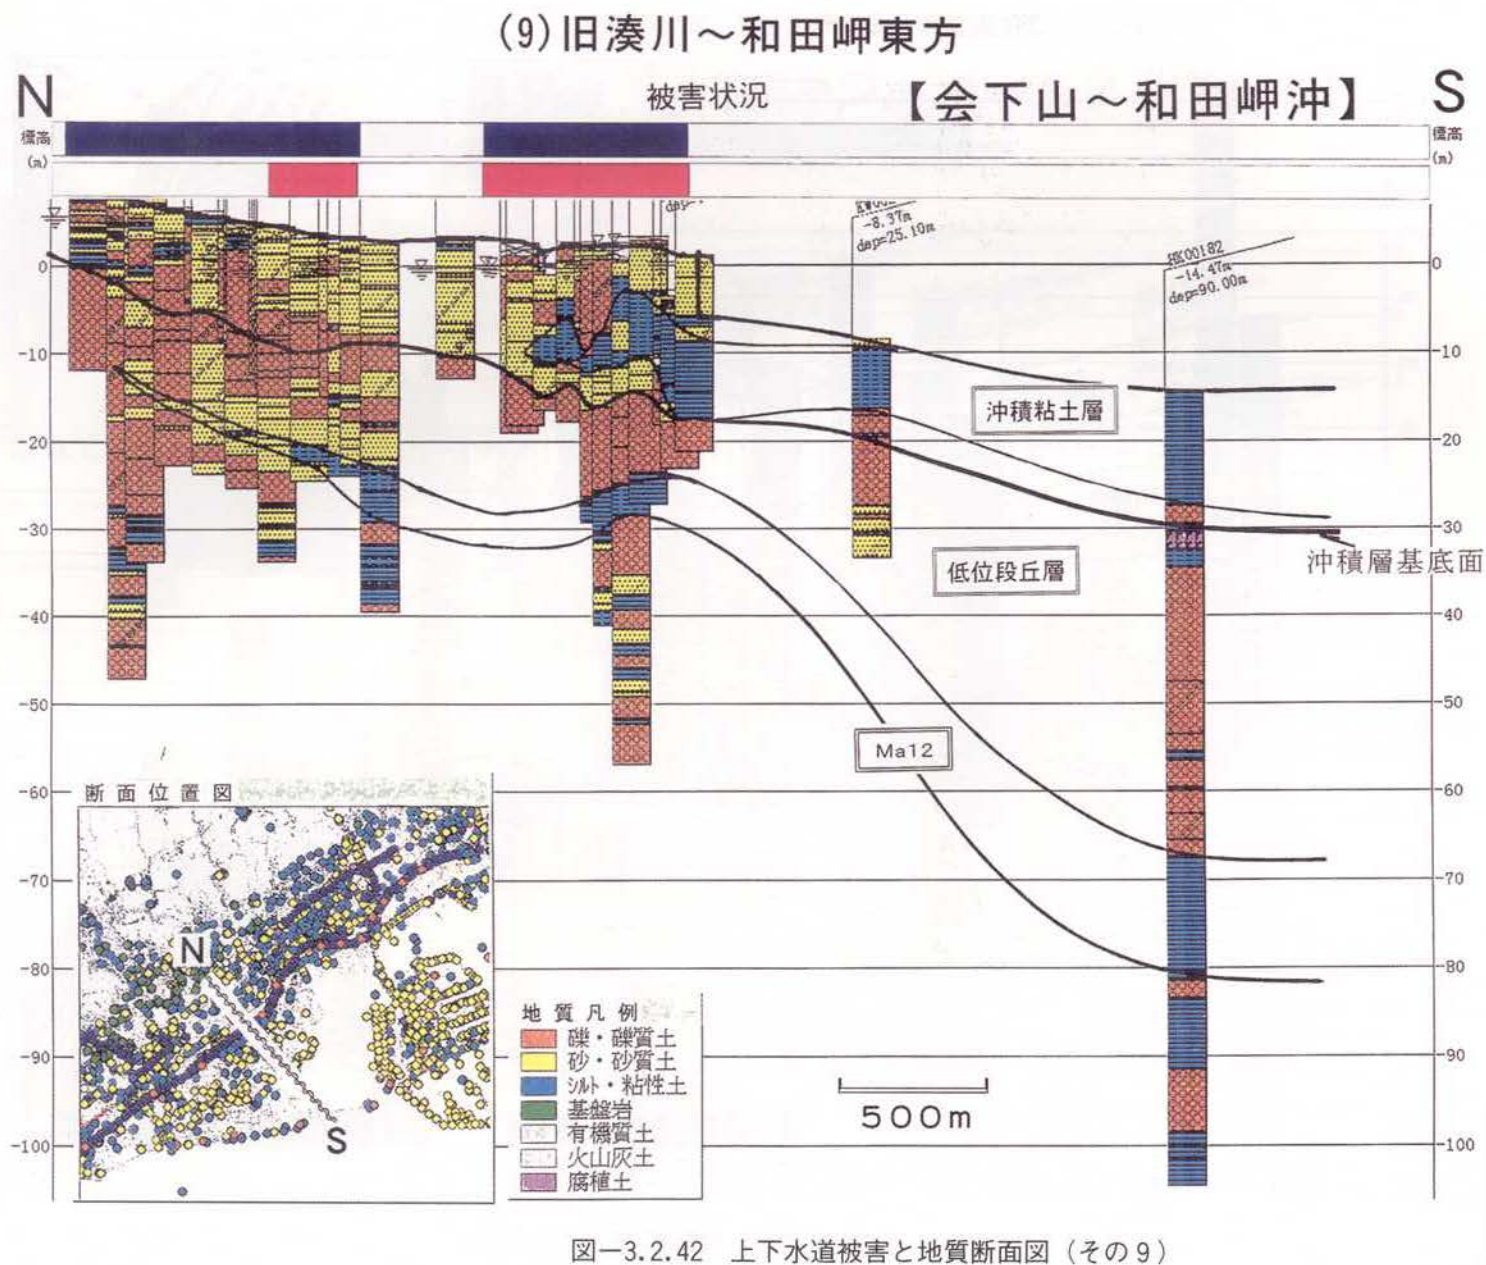 (9)旧湊川～和田岬東方
N
被害状況
【会下山～和田岬沖】
S
標高
(m)
標高
(m)
dep=
-8.37m
dep=25.10m
HK00182
-14.47m
dep=90.00m
0
-10
-20
-30
-40
-50
-60
-70
-80
-90
-100
0
-10
-20
-30
-40
-50
-60
-70
-80
-90
-100
沖積粘土層
沖積層基底面
低位段丘層
Ma12
断面位置図
N
S
地質凡例
礫・礫質土
砂・砂質土
シルト・粘性土
基盤岩
有機質土
火山灰土
腐植土
500m
図－3.2.42 上下水道被害と地質断面図（その9）